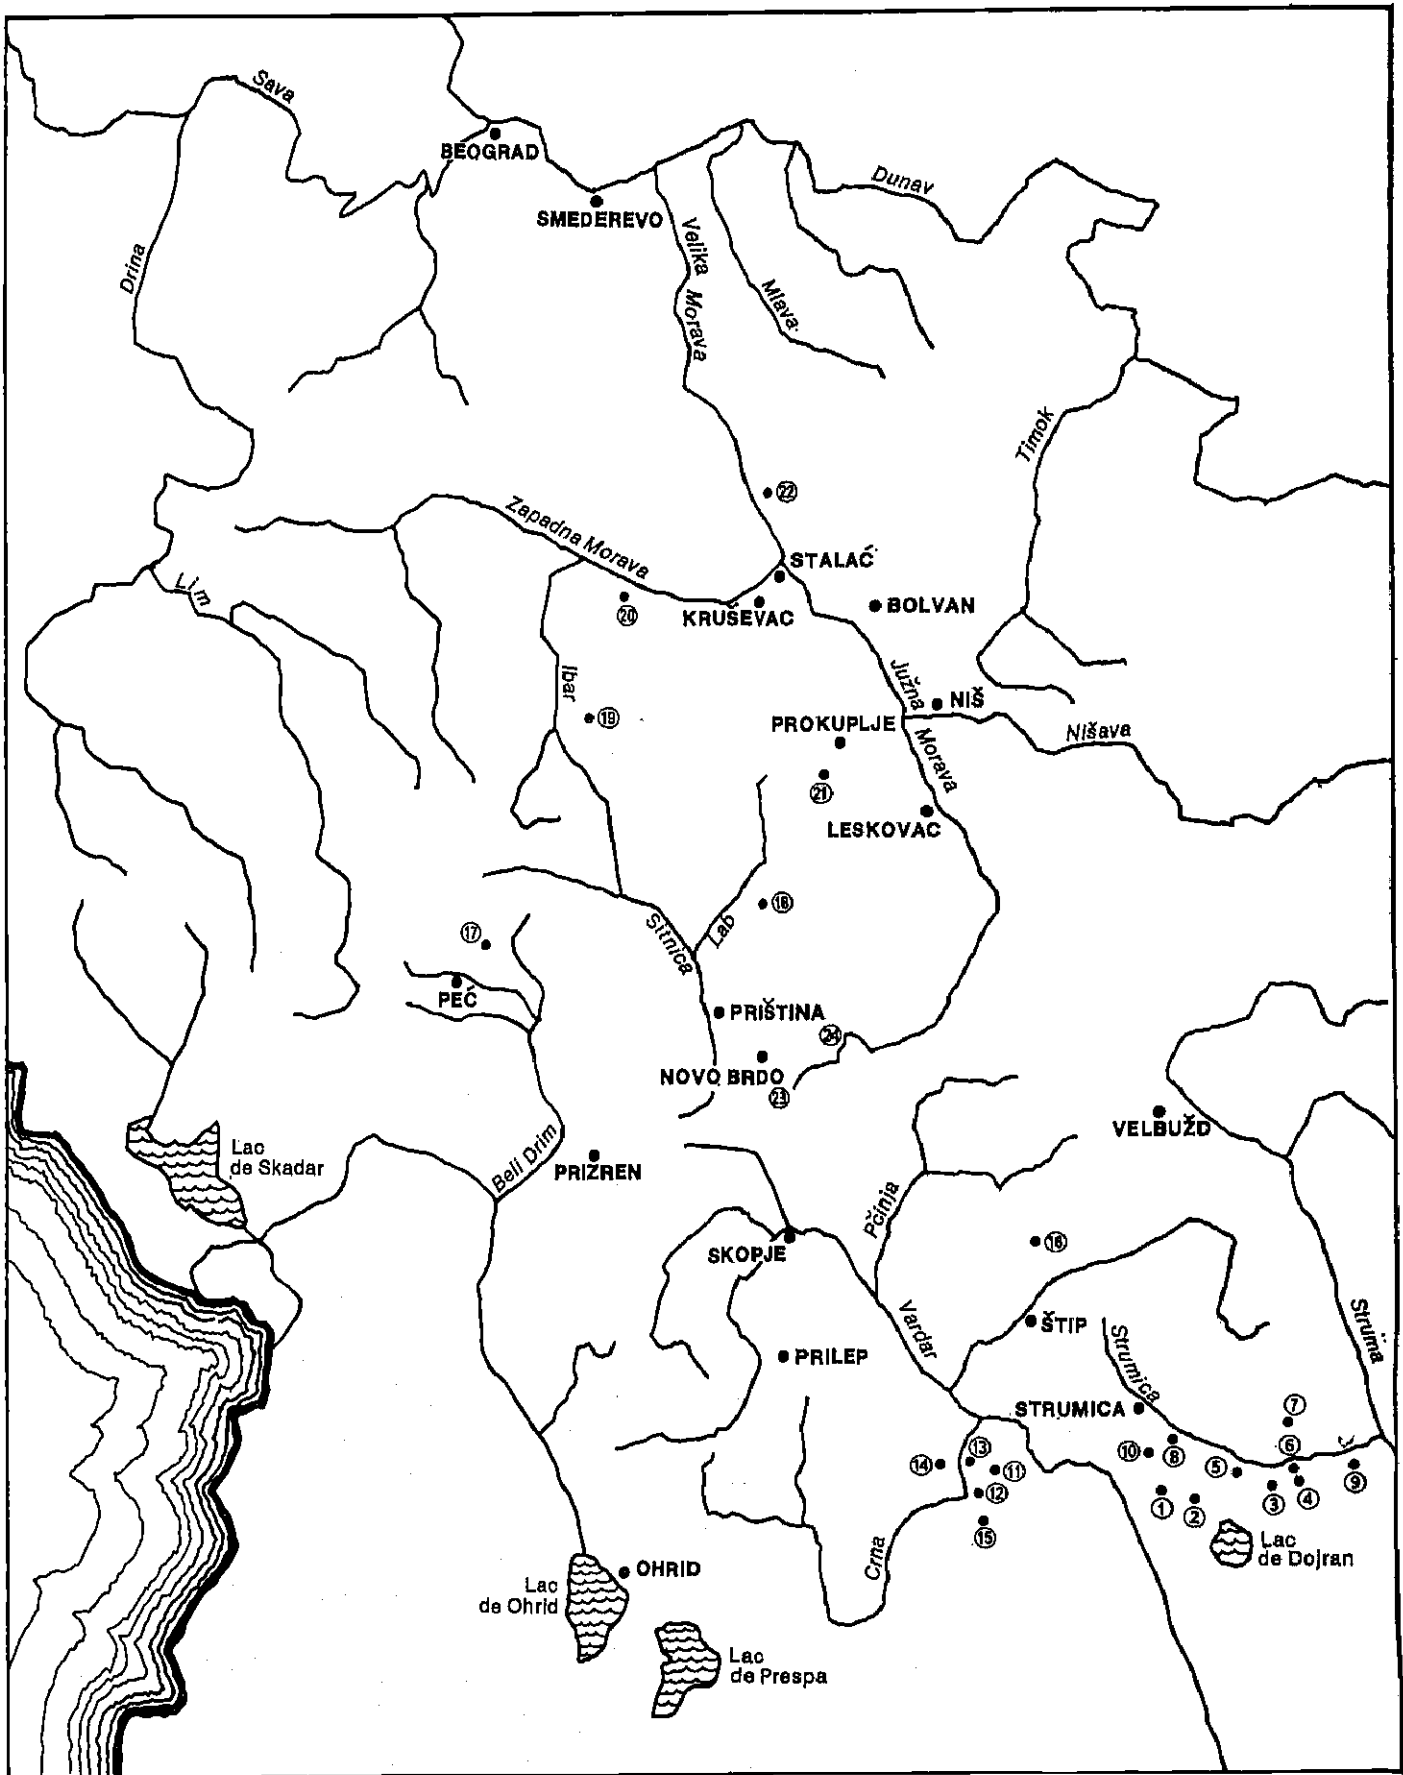 Sava
BEOGRAD
Dunav
SMEDEREVO
Drina
Velika Morava
Mlava
Timok
22
Zapadna Morava
STALAĆ
Lim
20
KRUŠEVAC
BOLVAN
Ibar
Južna Morava
NIŠ
19
PROKUPLJE
Nišava
21
LESKOVAC
18
Sitnica
Lab
17
PEĆ
PRIŠTINA
24
NOVO BRDO
23
VELBUŽD
Lac
de Skadar
Beli Drim
PRIZREN
Pčinja
SKOPJE
16
Vardar
ŠTIP
Strumica
Struma
PRILEP
STRUMICA
7
13
10
8
6
14
11
5
9
12
1
2
3
4
15
Crna
Lac
de Dojran
OHRID
Lac
de Ohrid
Lac
de Prespa